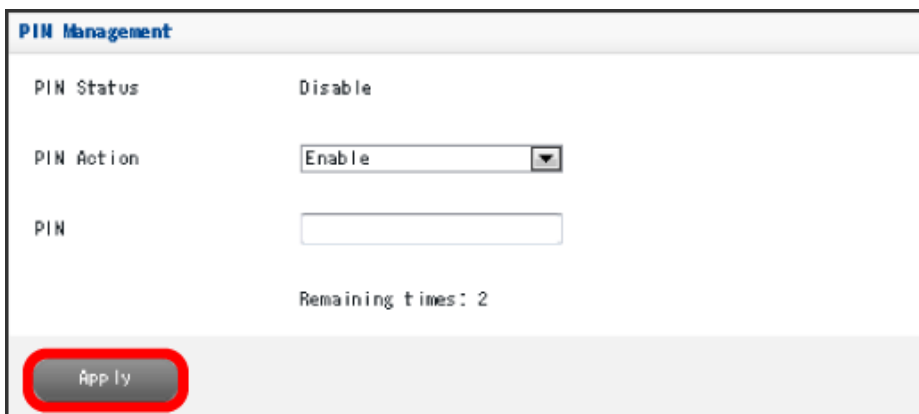 PIN Management
PIN Status Disable
PIN Action Enable
PIN
Remaining times: 2
Apply